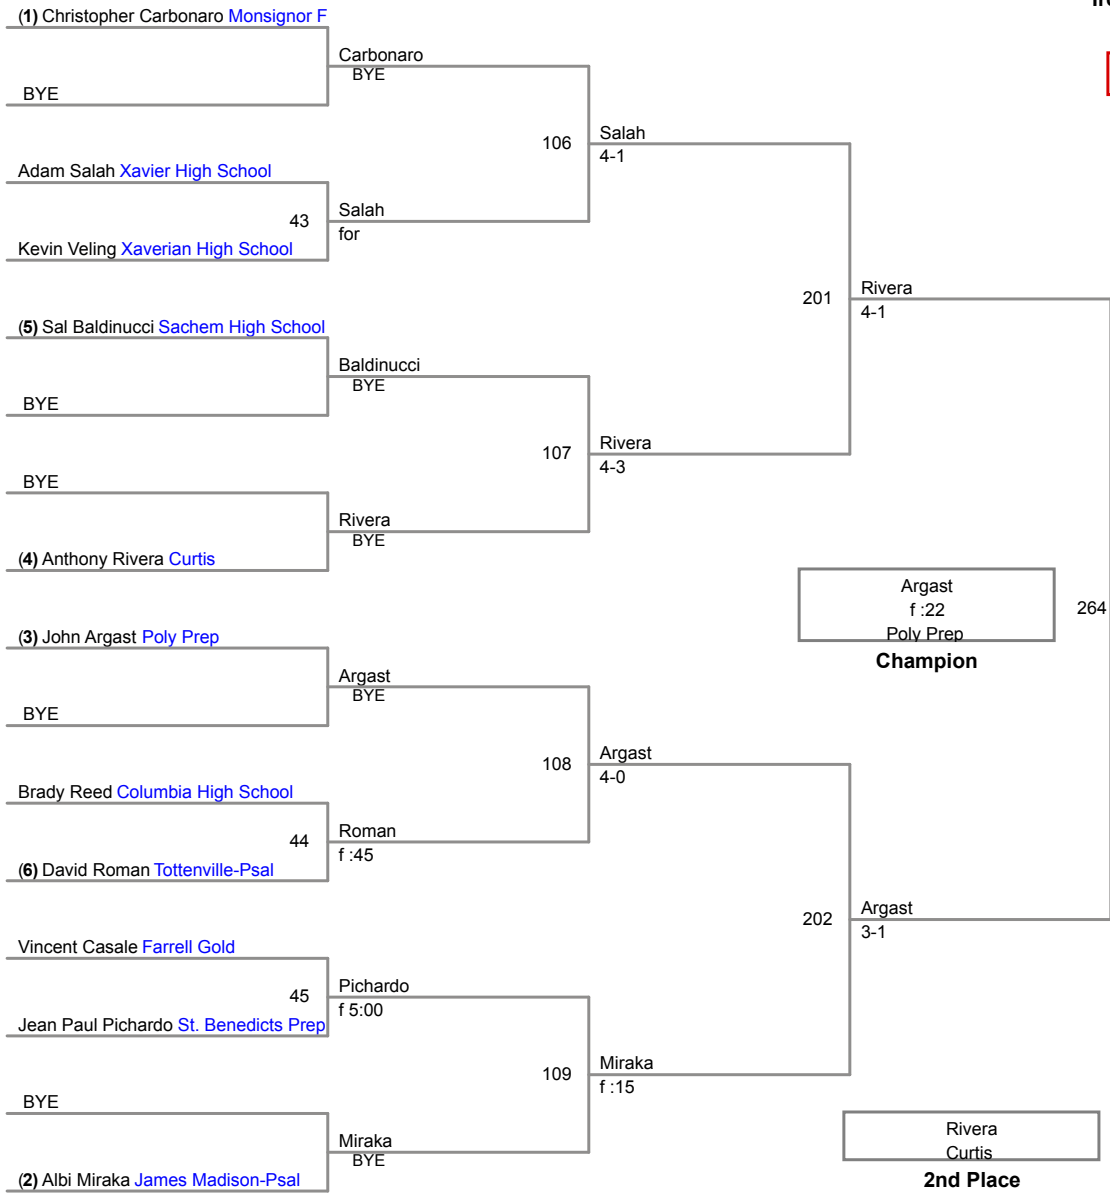 (1) Christopher Carbonaro Monsignor F
Carbonaro
BYE
BYE
106
Salah
4-1
Adam Salah Xavier High School
43
Salah
for
Kevin Veling Xaverian High School
201
Rivera
4-1
(5) Sal Baldinucci Sachem High School
Baldinucci
BYE
BYE
107
Rivera
4-3
BYE
Rivera
BYE
(4) Anthony Rivera Curtis
Argast
f :22
Poly Prep
Champion
264
(3) John Argast Poly Prep
Argast
BYE
BYE
108
Argast
4-0
Brady Reed Columbia High School
44
Roman
f :45
(6) David Roman Tottenville-Psal
202
Argast
3-1
Vincent Casale Farrell Gold
45
Pichardo
f 5:00
Jean Paul Pichardo St. Benedicts Prep
109
Miraka
f :15
BYE
Miraka
BYE
(2) Albi Miraka James Madison-Psal
Rivera
Curtis
2nd Place